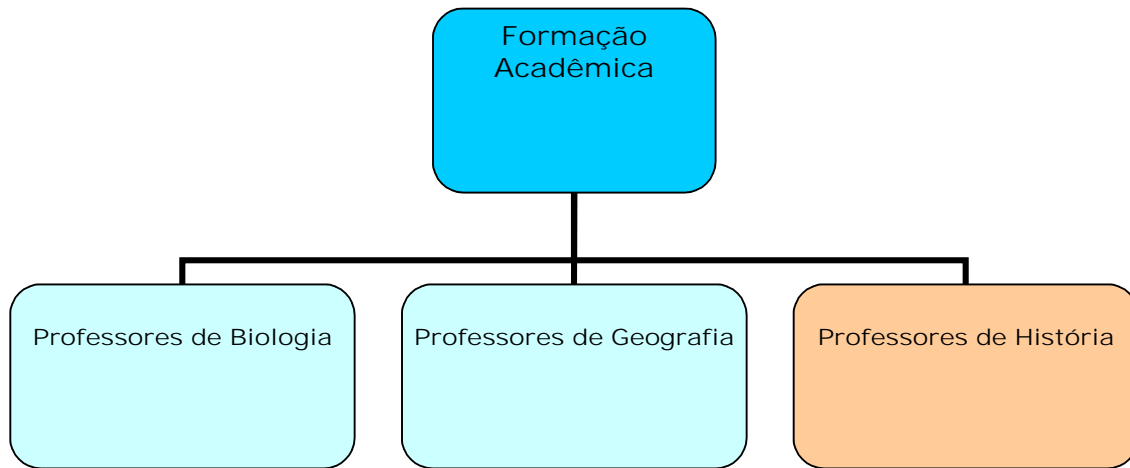 Formação
Acadêmica
Professores de Biologia
Professores de Geografia
Professores de História